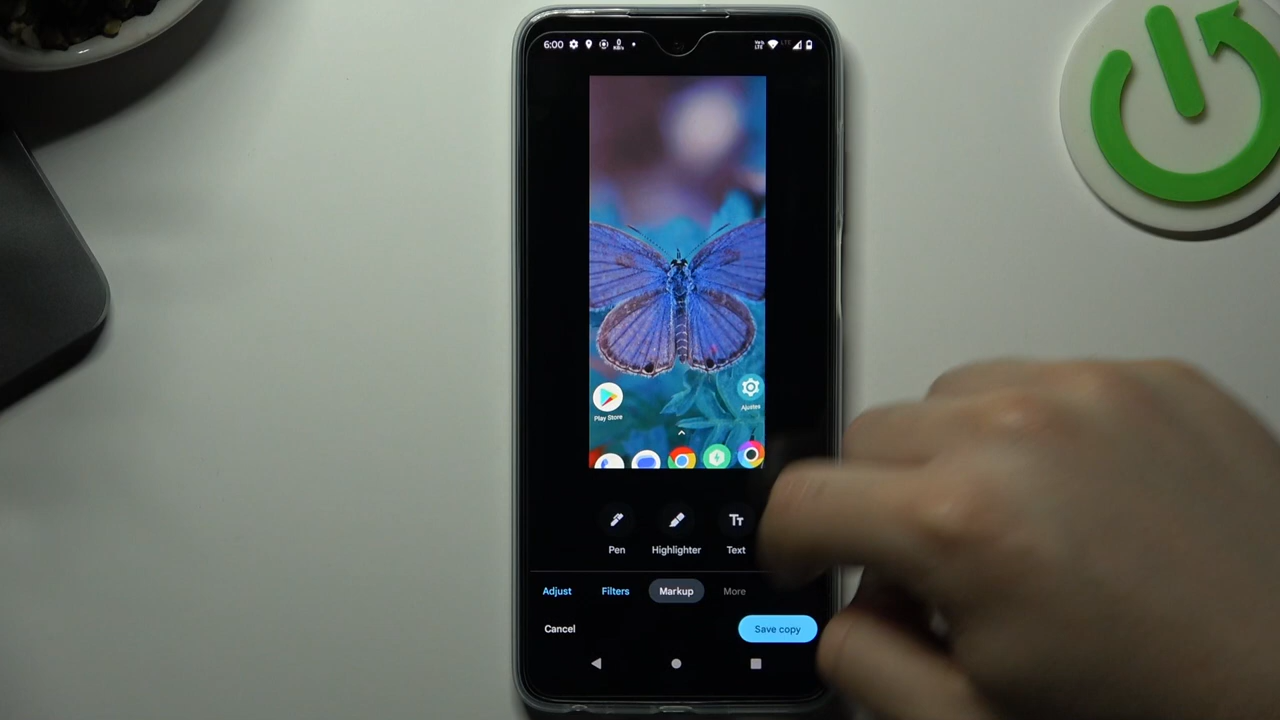 6:00
Play Store
Ajustes
Pen Highlighter Text
Adjust Filters Markup More
Cancel Save copy